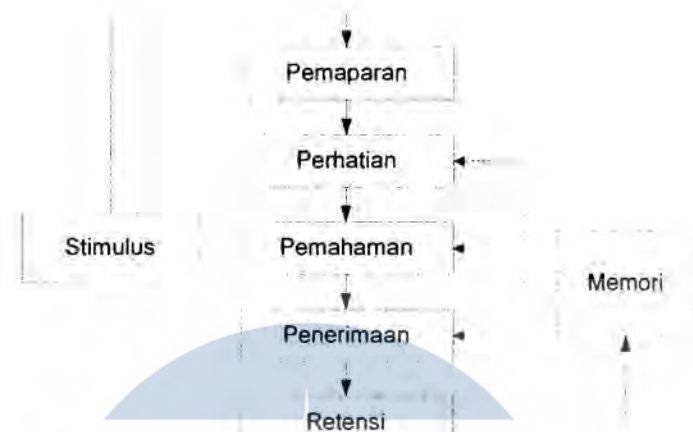 Pemaparan
Perhatian
Stimulus
Pemahaman
Memori
Penerimaan
Retensi